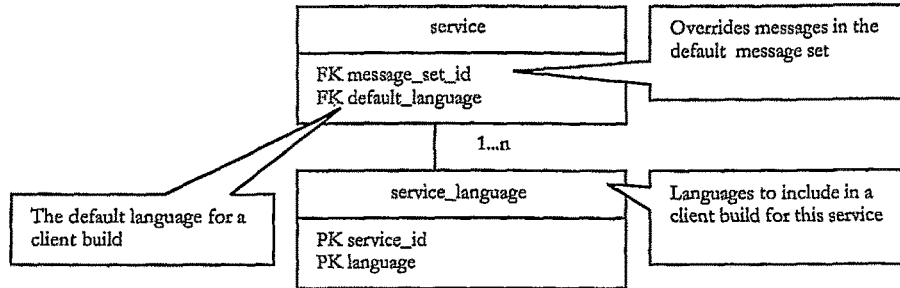 service
Overrides messages in the
default message set
FK message_set_id
FK default_language
1...n
service_language
Languages to include in a
client build for this service
The default language for a
client build
PK service_id
PK language